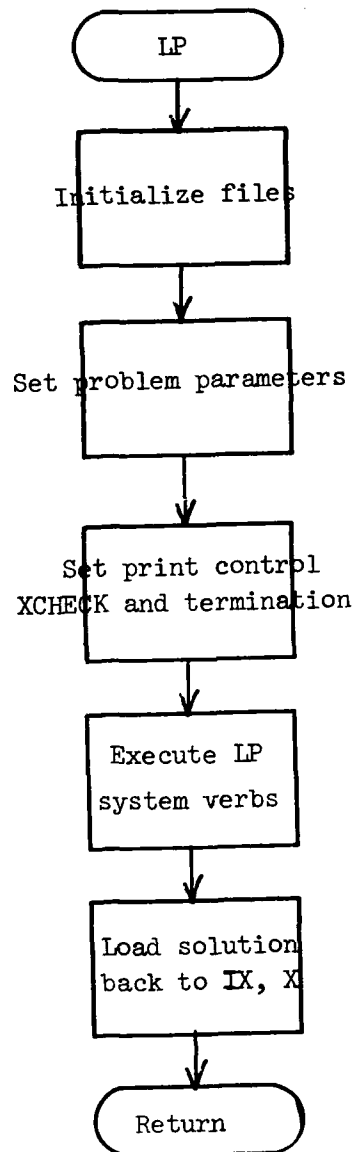 LP
Initialize files
Set problem parameters
Set print control
XCHECK and termination
Execute LP
system verbs
Load solution
back to IX, X
Return